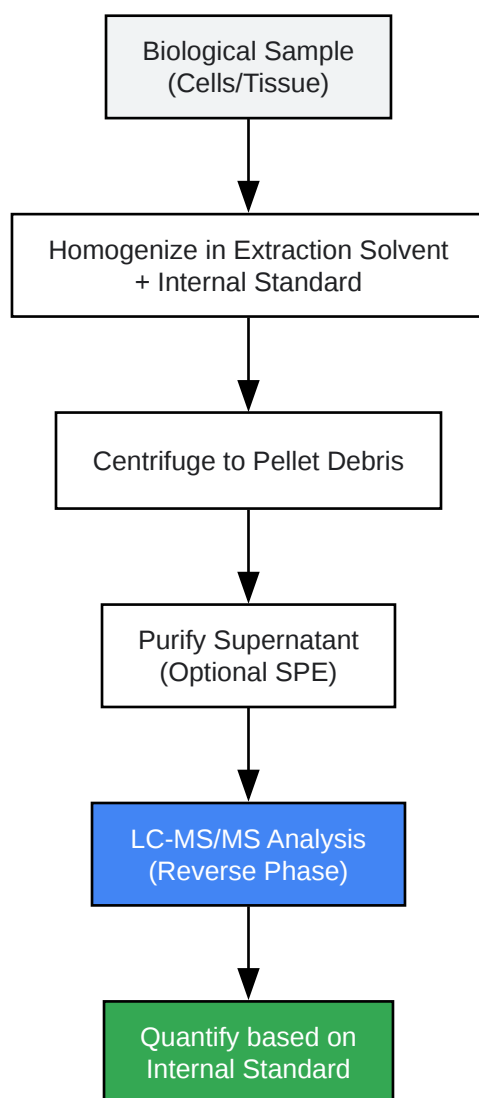 Biological Sample
(Cells/Tissue)
Homogenize in Extraction Solvent
+ Internal Standard
Centrifuge to Pellet Debris
Purify Supernatant
(Optional SPE)
LC-MS/MS Analysis
(Reverse Phase)
Quantify based on
Internal Standard